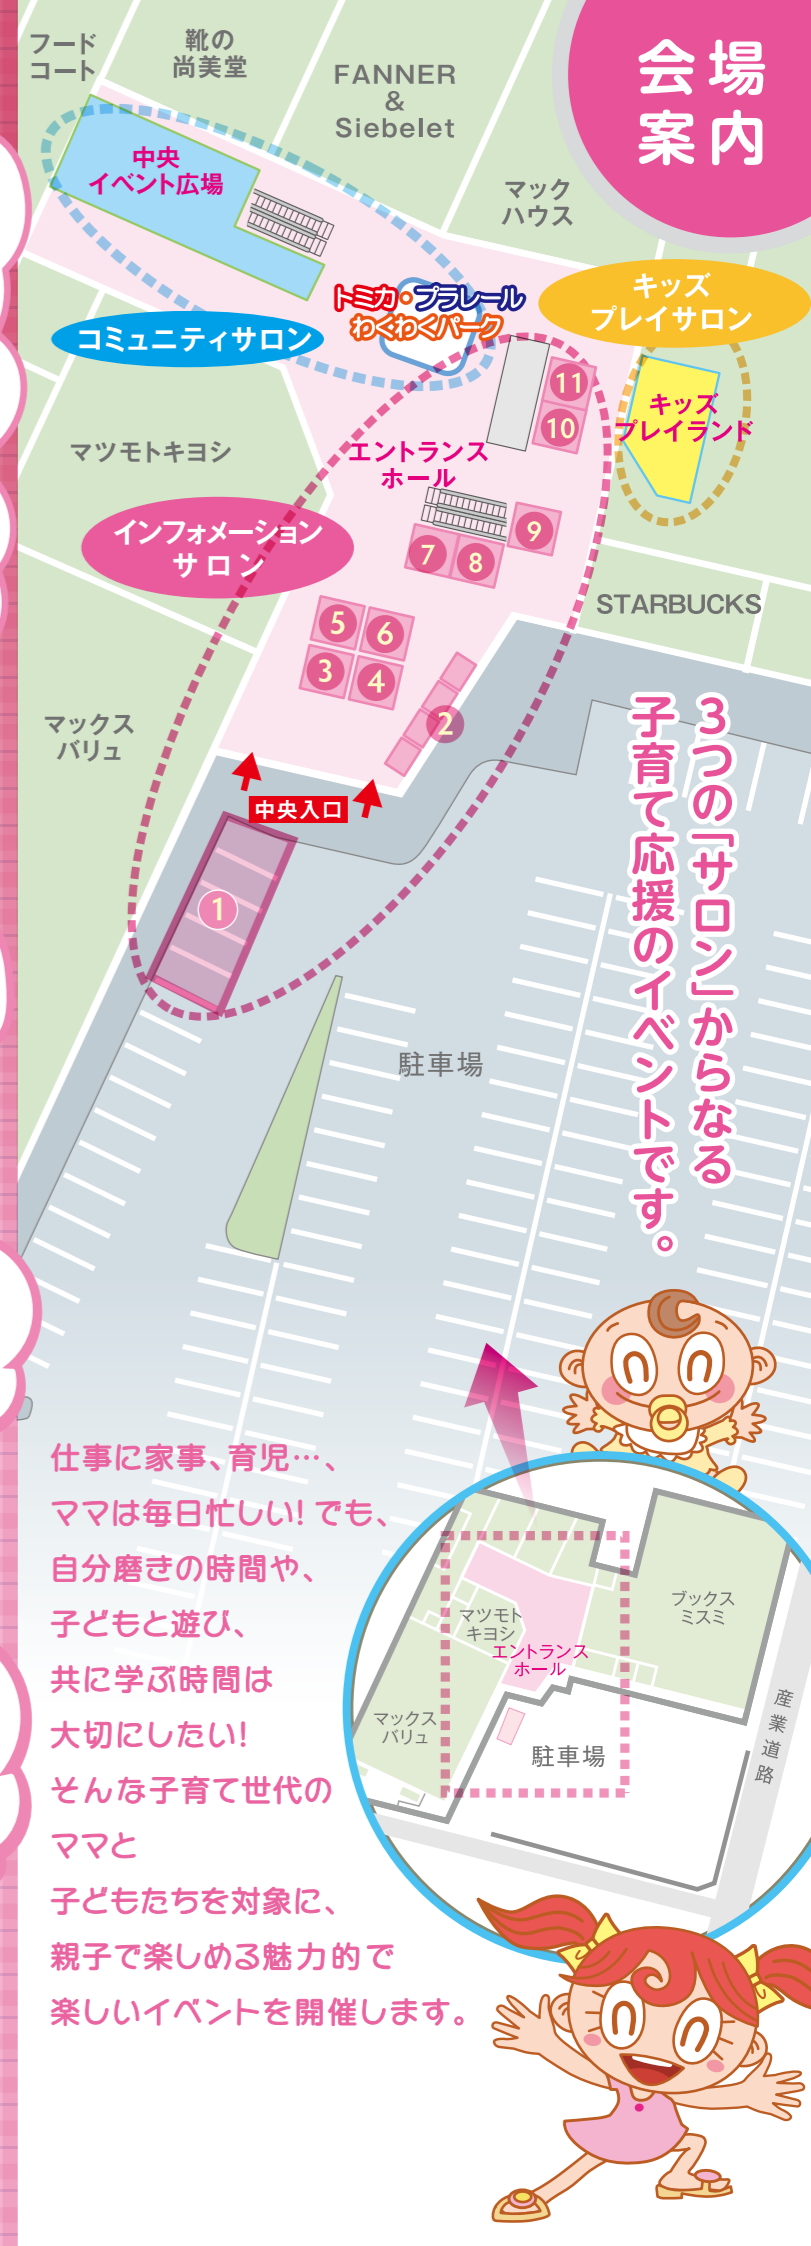 会場
案内
フード
コート
靴の
尚美堂
FANNER
&
Siebelet
マック
ハウス
中央
イベント広場
トミカ・プラレール
わくわくパーク
キッズ
プレイサロン
コミュニティサロン
11
10
キッズ
プレイランド
マツモトキヨシ
エントランス
ホール
インフォメーション
サロン
9
7
8
STARBUCKS
5
6
3
4
2
マックス
バリュ
中央入口
1
駐車場
3つの「サロン」からなる
子育て応援のイベントです。
仕事に家事、育児…、
ママは毎日忙しい!でも、
自分磨きの時間や、
子どもと遊び、
共に学ぶ時間は
大切にしたい!
そんな子育て世代の
ママと
子どもたちを対象に、
親子で楽しめる魅力的で
楽しいイベントを開催します。
ブックス
ミスミ
マツモト
キヨシ
エントランス
ホール
マックス
バリュ
駐車場
産業道路